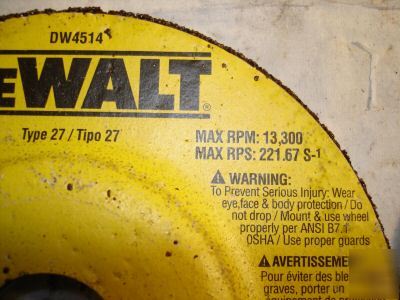 DW4514
eWALT®
Type 27 / Tipo 27
MAX RPM: 13,300
MAX RPS: 221.67 S-1
⚠ WARNING:
To Prevent Serious Injury: Wear
eye,face & body protection / Do
not drop / Mount & use wheel
properly per ANSI B7.1
OSHA / Use proper guards
⚠ AVERTISSEME
Pour éviter des ble
graves, porter un